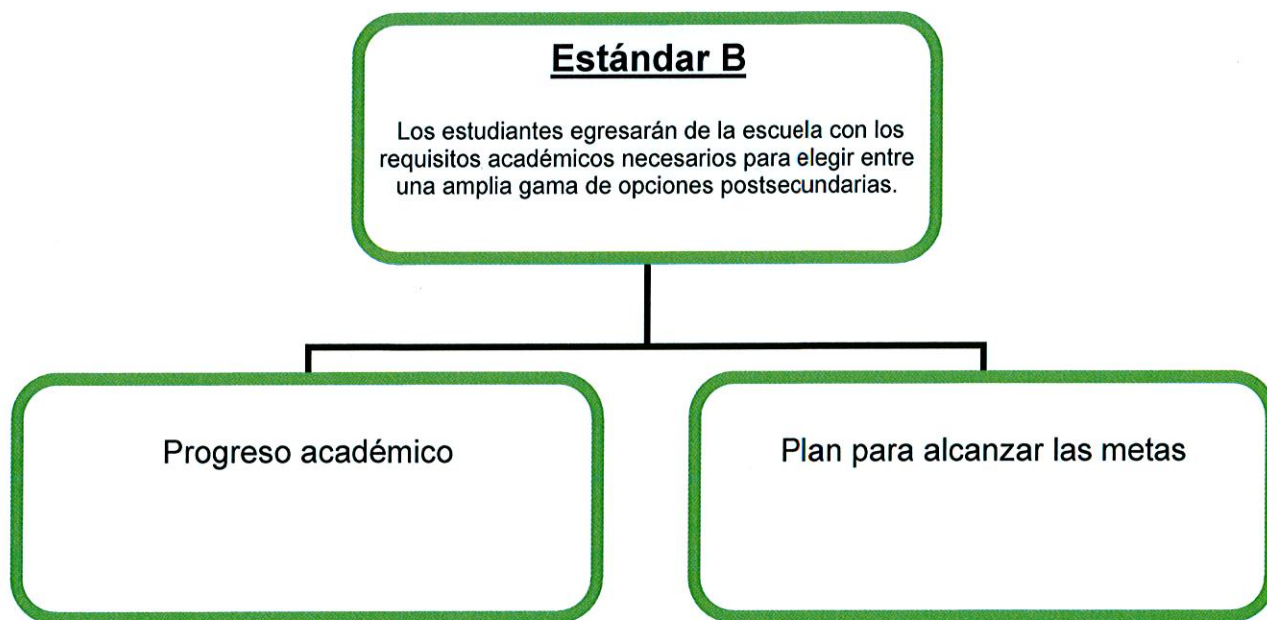 Estándar B
Los estudiantes egresarán de la escuela con los
requisitos académicos necesarios para elegir entre
una amplia gama de opciones postsecundarias.
Progreso académico
Plan para alcanzar las metas